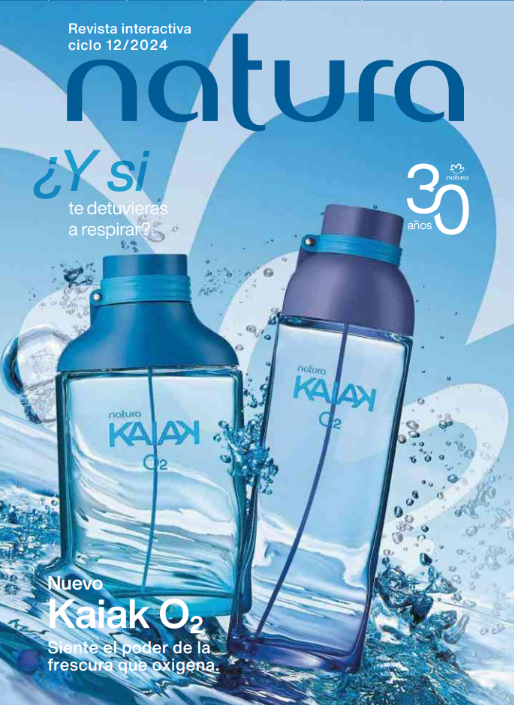 Revista interactiva
ciclo 12/2024
natura
¿Y si
te detuvieras
a respirar?
30
años
natura
natura
KAIAK
O2
natura
KAIAK
O2
Nuevo
Kaiak O₂
Siente el poder de la
frescura que oxigena.